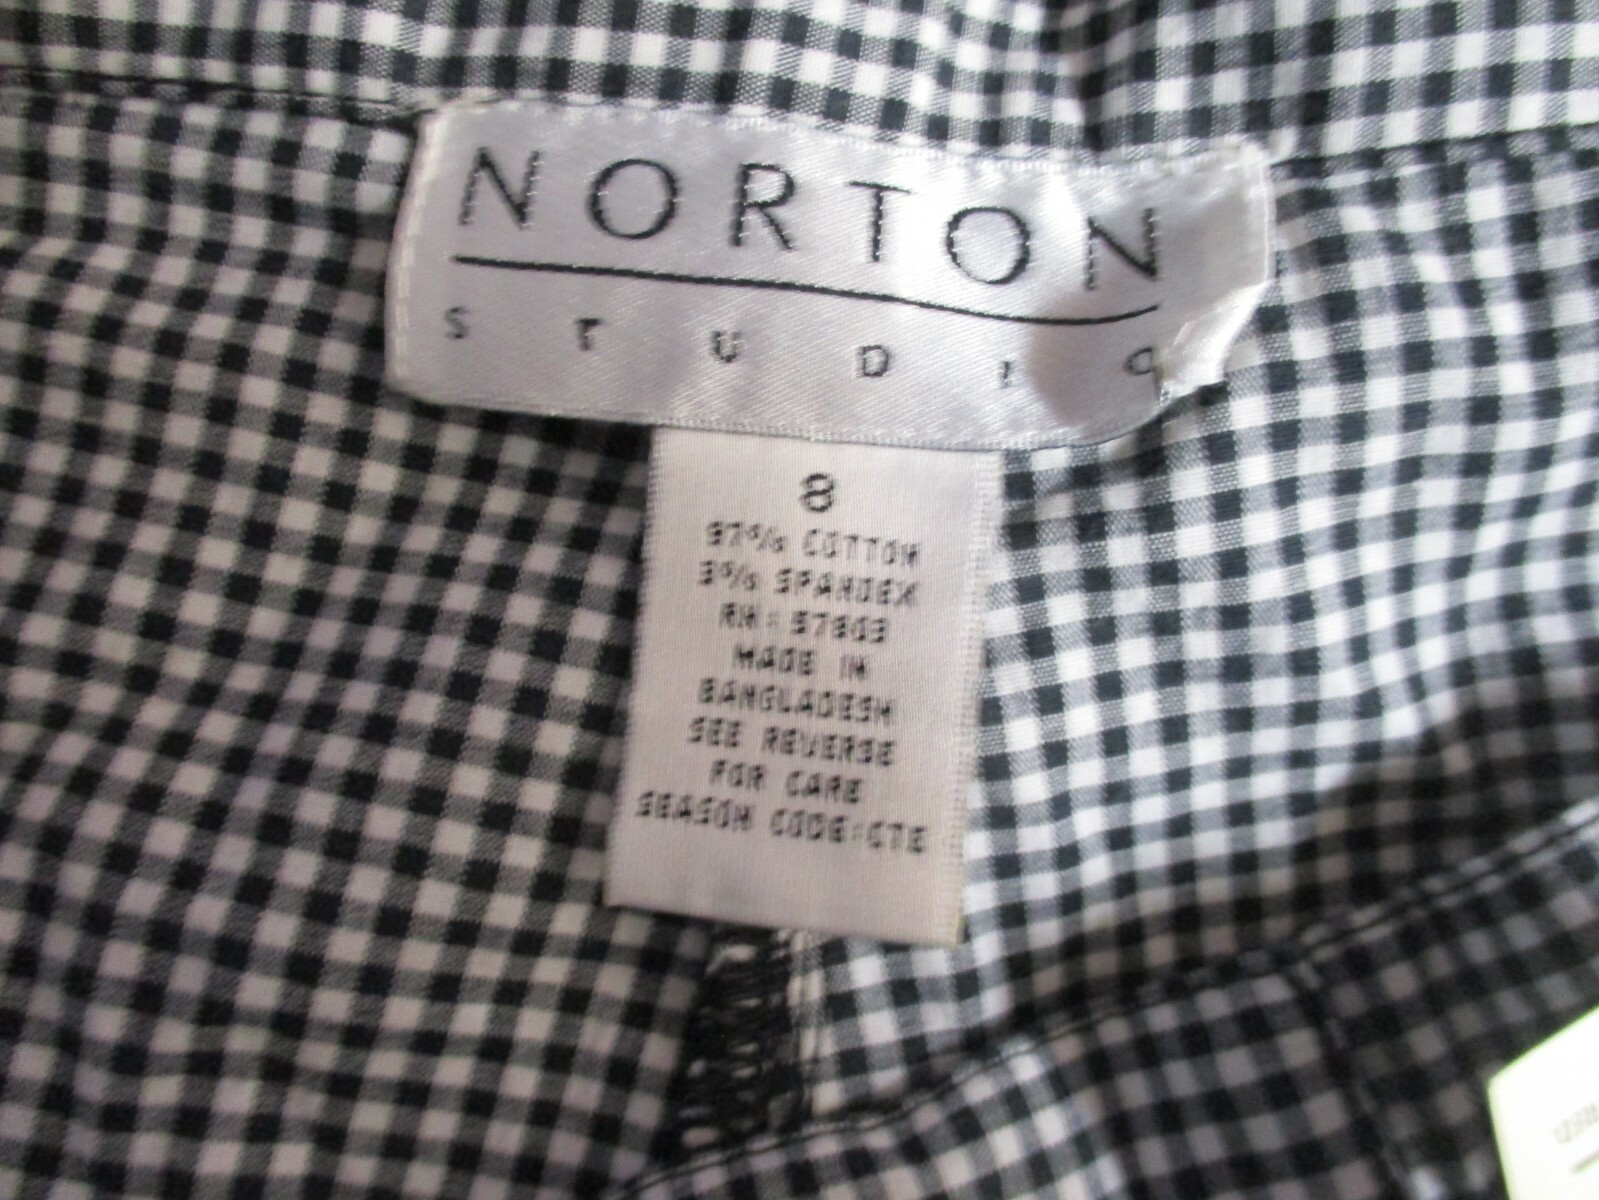 NORTON
STUDIO
8
97% COTTON
3% SPANDEX
RN: 57803
MADE IN
BANGLADESH
SEE REVERSE
FOR CARE
SEASON CODE:CTE